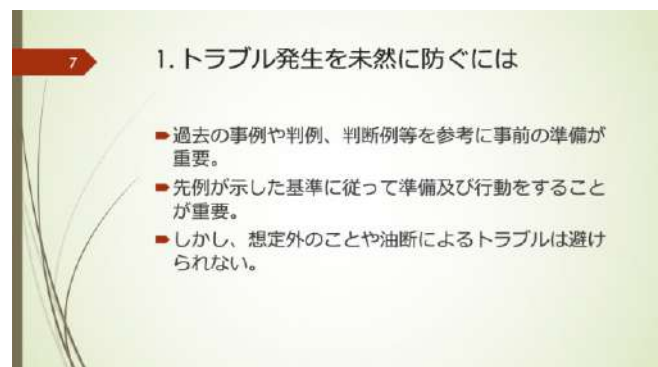 7
1. トラブル発生を未然に防ぐには
過去の事例や判例、判断例等を参考に事前の準備が
重要。
先例が示した基準に従って準備及び行動をすること
が重要。
しかし、想定外のことや油断によるトラブルは避け
られない。